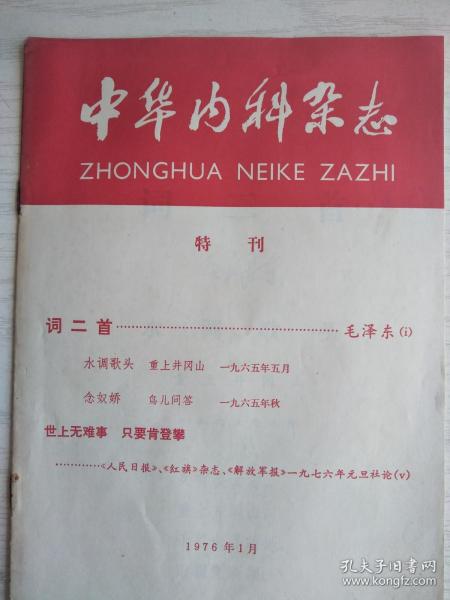 中华内科杂志
ZHONGHUA NEIKE ZAZHI
特 刊
词二首……………………………………………毛泽东(i)
水调歌头 重上井冈山 一九六五年五月
念奴娇 鸟儿问答 一九六五年秋
世上无难事 只要肯登攀
…………《人民日报》、《红旗》杂志、《解放军报》一九七六年元旦社论(v)
1976年1月
孔夫子旧书网
www.kongfz.com